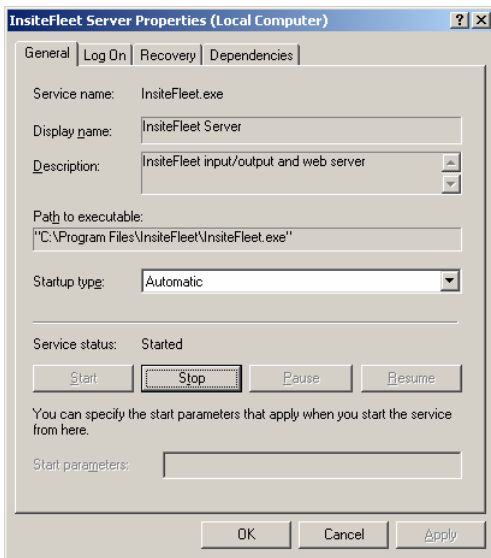 InsiteFleet Server Properties (Local Computer)
General Log On Recovery Dependencies
Service name: InsiteFleet.exe
Display name: InsiteFleet Server
Description: InsiteFleet input/output and web server
Path to executable:
"C:\Program Files\InsiteFleet\InsiteFleet.exe"
Startup type: Automatic
Service status: Started
Start Stop Pause Resume
You can specify the start parameters that apply when you start the service
from here.
Start parameters:
OK Cancel Apply